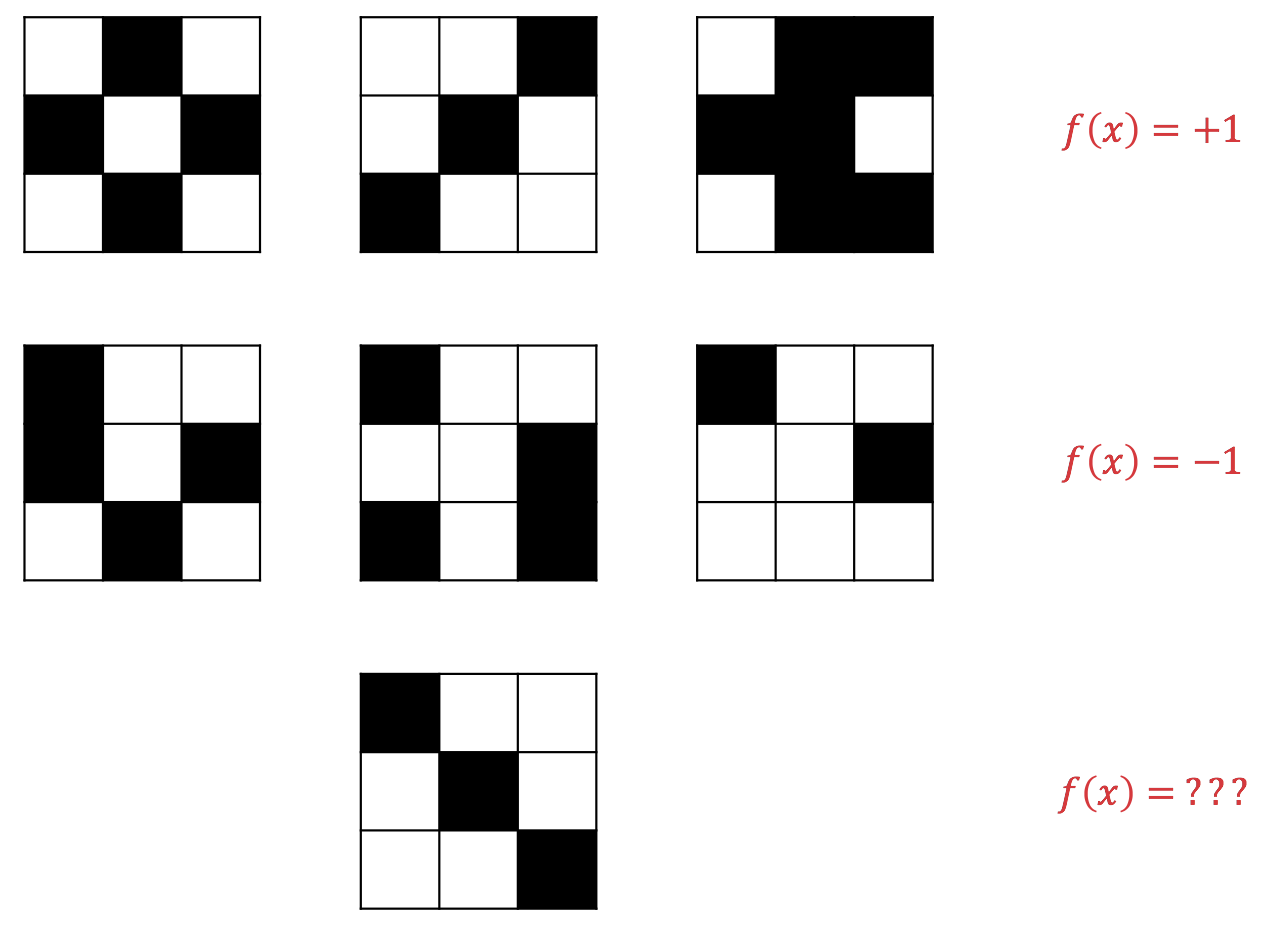 f(x) = +1
f(x) = −1
f(x) = ???